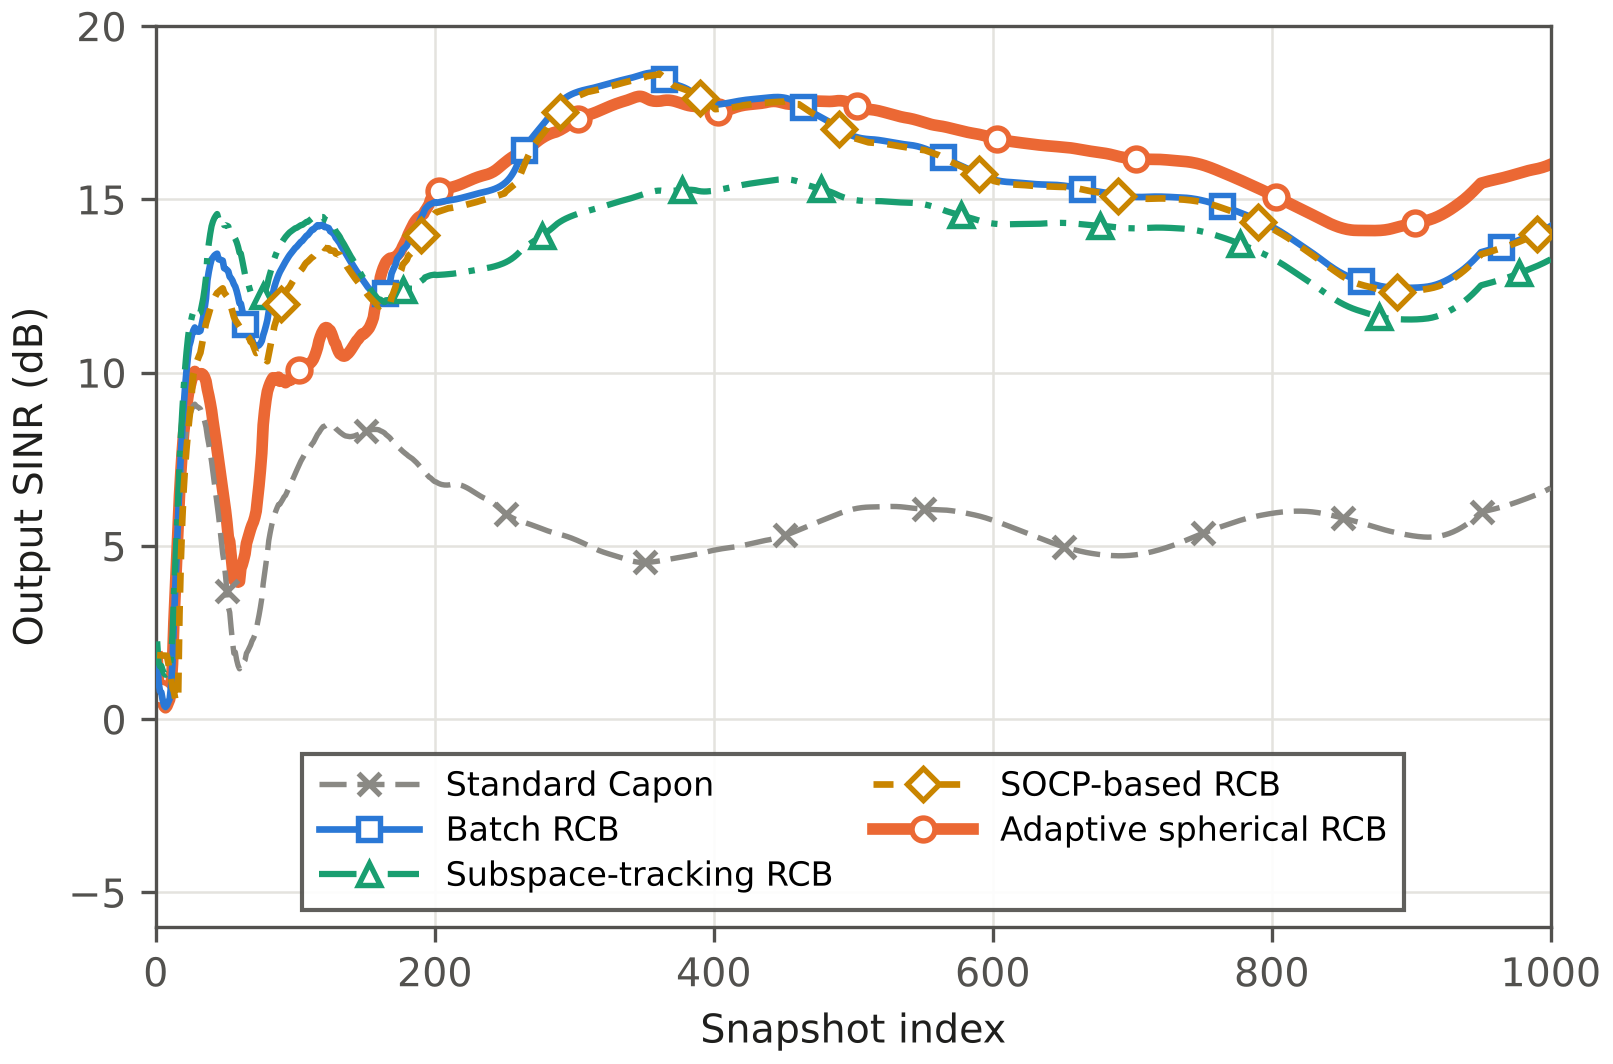 20
15
10
5
0
−5
Output SINR (dB)
Standard Capon
Batch RCB
Subspace-tracking RCB
SOCP-based RCB
Adaptive spherical RCB
0 200 400 600 800 1000
Snapshot index